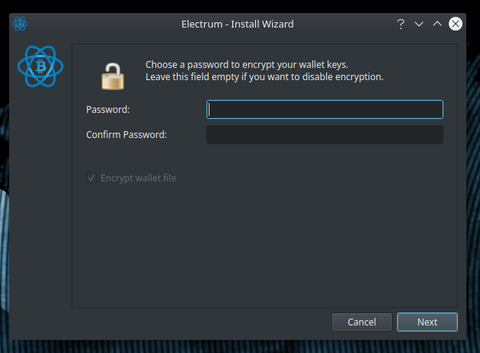 Electrum - Install Wizard
Choose a password to encrypt your wallet keys.
Leave this field empty if you want to disable encryption.
Password:
Confirm Password:
Encrypt wallet file
Cancel
Next